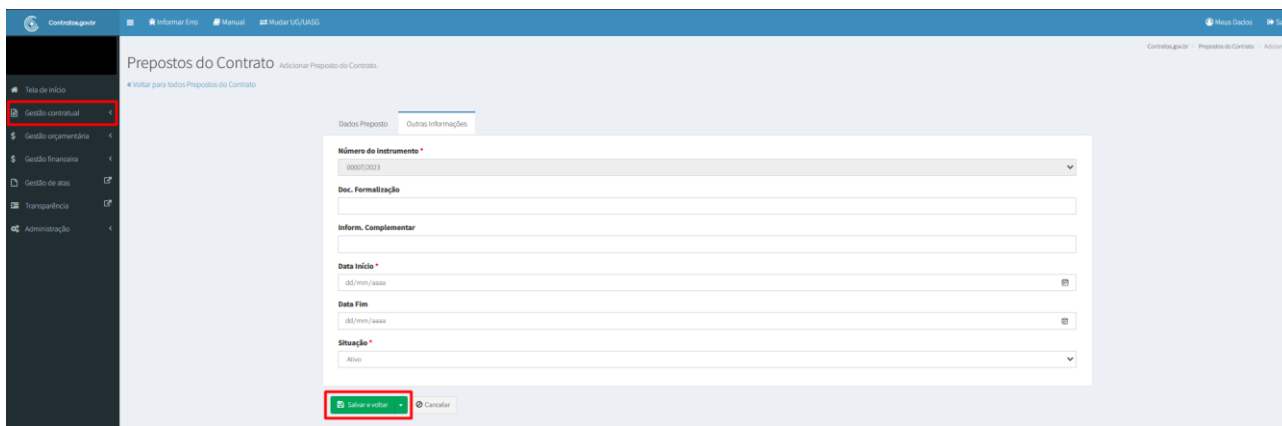 Contratos.gov.br
Informar Erro Manual Mudar UG/UASG
Meus Dados
Contratos.gov.br > Prepostos do Contrato >
Prepostos do Contrato Adicionar Preposto do Contrato.
Voltar para todos Prepostos do Contrato
Tela de início
Gestão contratual
Gestão orçamentária
Gestão financeira
Gestão de atas
Transparência
Administração
Dados Preposto Outras Informações
Número do instrumento *
00007/2023
Doc. Formalização
Inform. Complementar
Data Início *
dd/mm/aaaa
Data Fim
dd/mm/aaaa
Situação *
Ativo
Salvar e voltar Cancelar